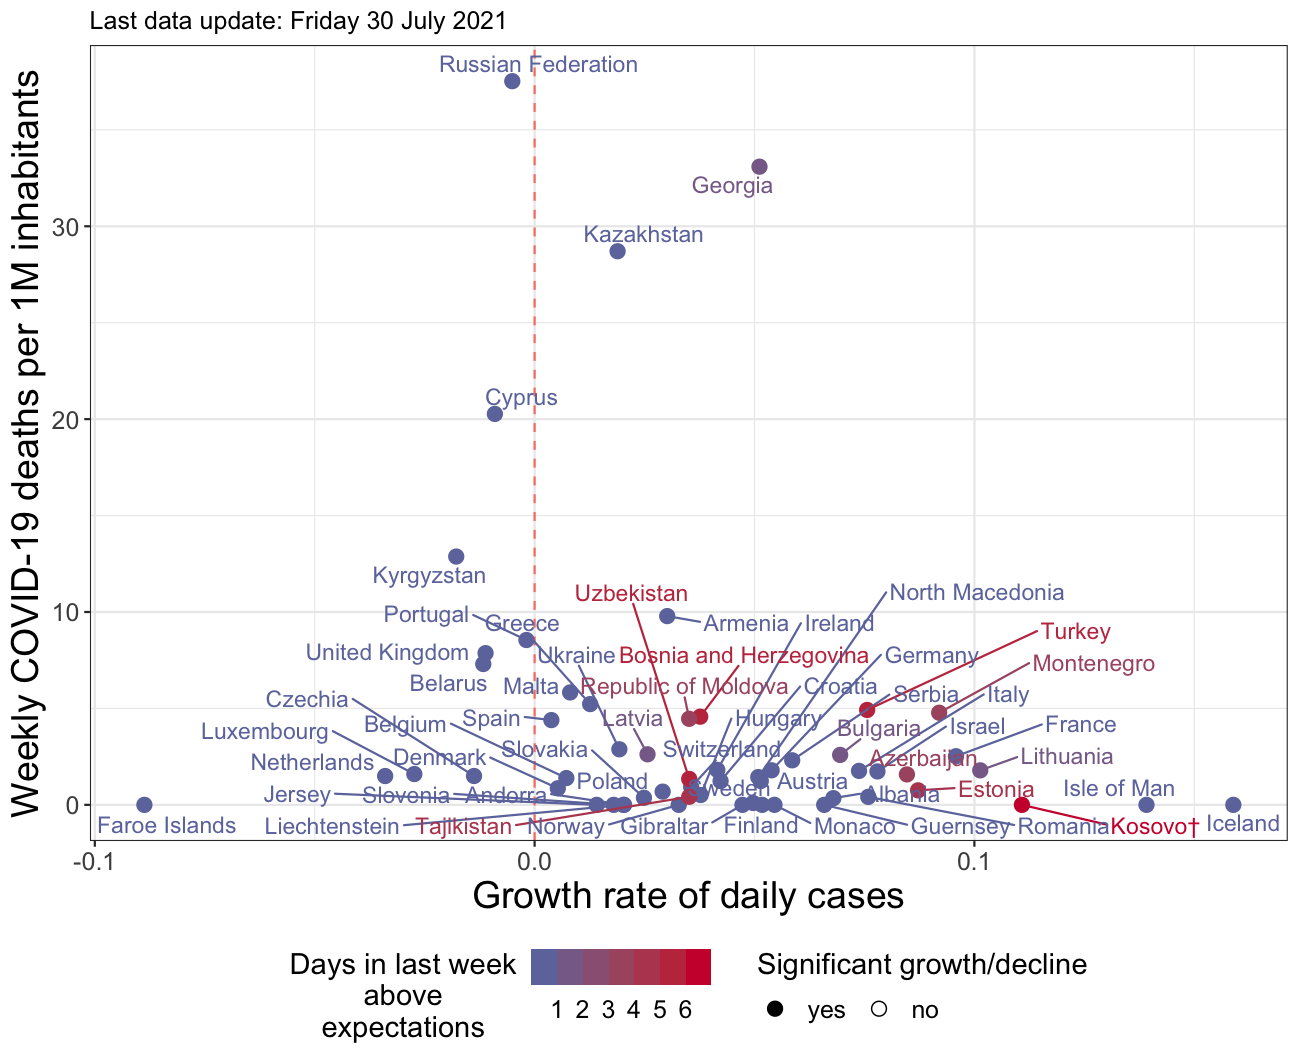 Last data update: Friday 30 July 2021
Weekly COVID-19 deaths per 1M inhabitants
30
20
10
0
Russian Federation
Georgia
Kazakhstan
Cyprus
Kyrgyzstan
Uzbekistan
North Macedonia
Portugal
Greece
Armenia
Ireland
Turkey
United Kingdom
Ukraine
Bosnia and Herzegovina
Germany
Montenegro
Belarus
Malta
Republic of Moldova
Croatia
Serbia
Italy
Czechia
Spain
Latvia
Hungary
Bulgaria
Israel
France
Luxembourg
Belgium
Slovakia
Switzerland
Azerbaijan
Lithuania
Netherlands
Denmark
Poland
Sweden
Austria
Estonia
Isle of Man
Jersey
Slovenia
Andorra
Albania
Faroe Islands
Liechtenstein
Tajikistan
Norway
Gibraltar
Finland
Monaco
Guernsey
Romania
Kosovo†
Iceland
-0.1
0.0
0.1
Growth rate of daily cases
Days in last week
above
expectations
1 2 3 4 5 6
Significant growth/decline
yes
no